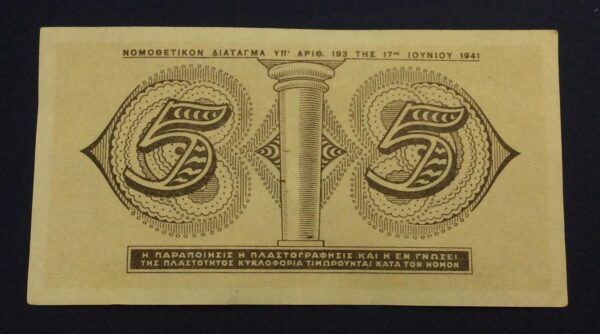 ΝΟΜΟΘΕΤΙΚΟΝ ΔΙΑΤΑΓΜΑ ΥΠ' ΑΡΙΘ. 193 ΤΗΣ 17ης ΙΟΥΝΙΟΥ 1941
5 5
Η ΠΑΡΑΠΟΙΗΣΙΣ Η ΠΛΑΣΤΟΓΡΑΦΗΣΙΣ ΚΑΙ Η ΕΝ ΓΝΩΣΕΙ
ΤΗΣ ΠΛΑΣΤΟΤΗΤΟΣ ΚΥΚΛΟΦΟΡΙΑ ΤΙΜΩΡΟΥΝΤΑΙ ΚΑΤΑ ΤΟΝ ΝΟΜΟΝ